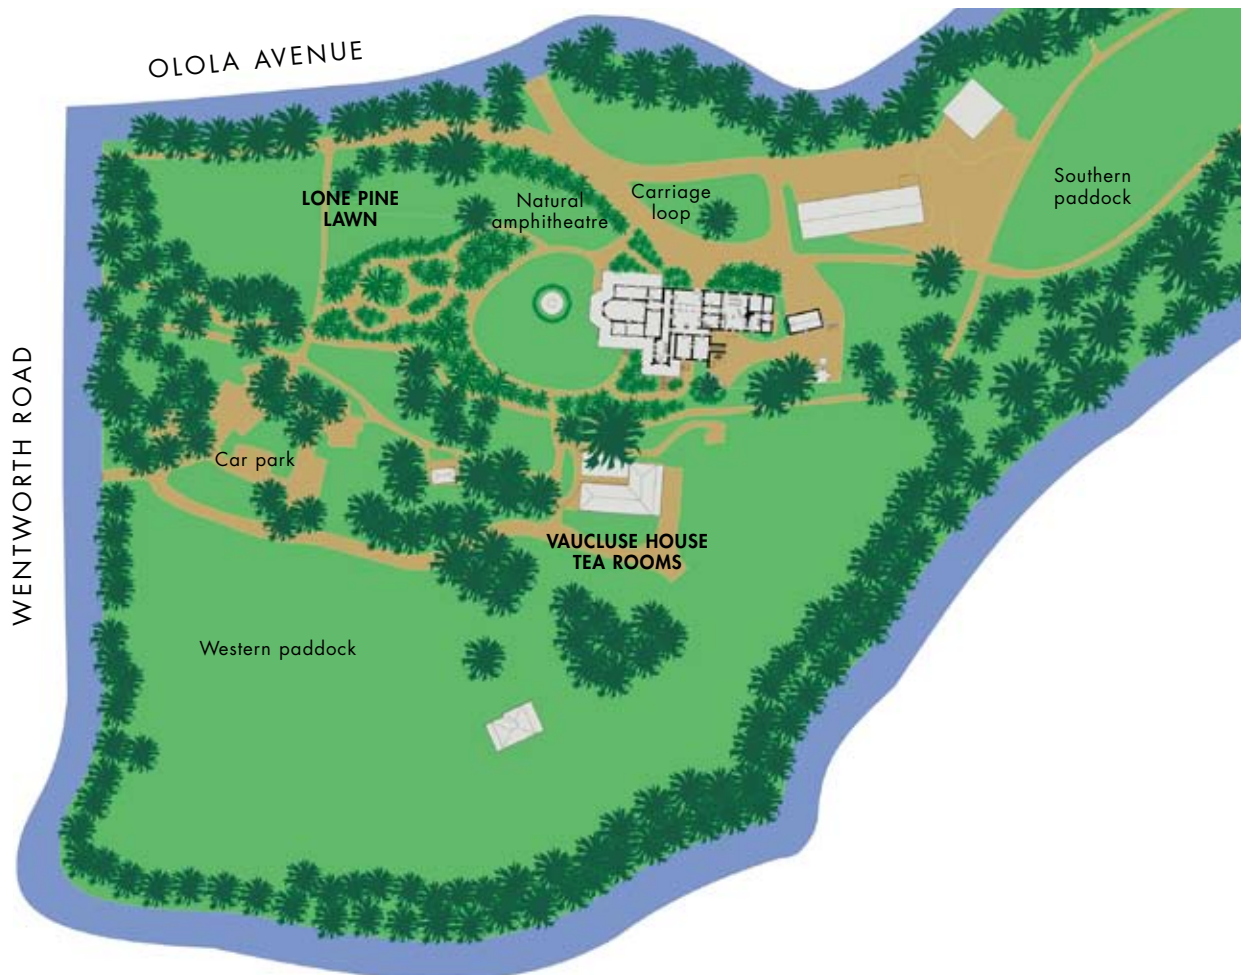 OLOLA AVENUE
LONE PINE
LAWN
Natural
amphitheatre
Carriage
loop
Southern
paddock
WENTWORTH ROAD
Car park
VAUCLUSE HOUSE
TEA ROOMS
Western paddock